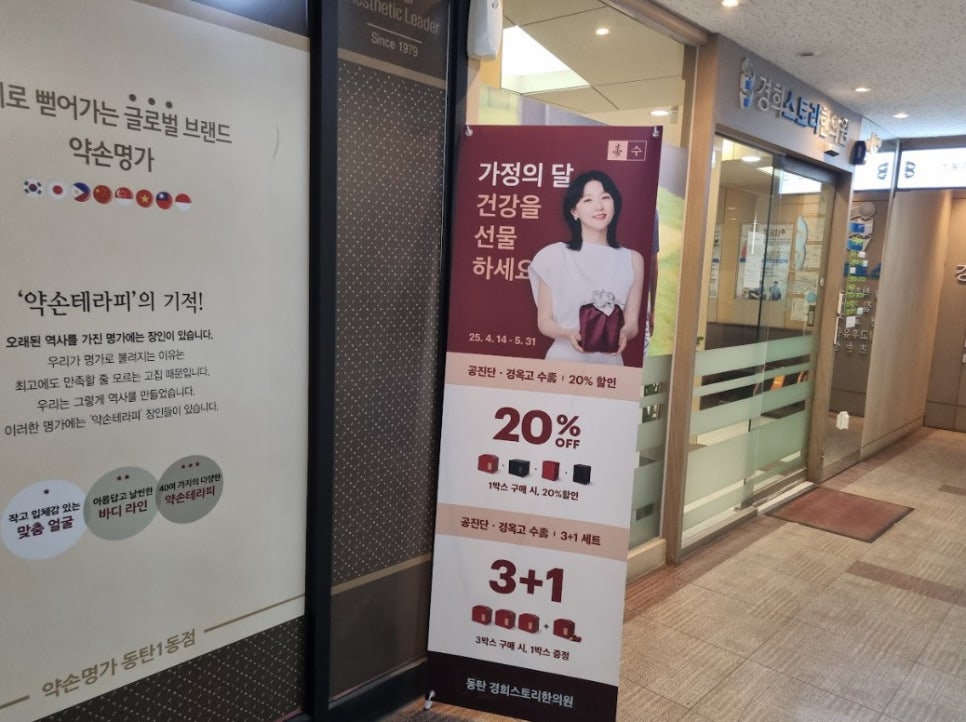 esthetic Leader
Since 1979
로 뻗어가는 글로벌 브랜드
약손명가
'약손테라피'의 기적!
오래된 역사를 가진 명가에는 장인이 있습니다.
우리가 명가로 불려지는 이유는
최고에도 만족할 줄 모르는 고집 때문입니다.
우리는 그렇게 역사를 만들었습니다.
이러한 명가에는 '약손테라피' 장인들이 있습니다.
작고 입체감 있는
맞춤 얼굴
아름답고 날씬한
바디 라인
40여 가지의 다양한
약손테라피
약손명가 동탄1동점
壽 수
가정의 달
건강을
선물
하세요
25. 4. 14 - 5. 31
공진단 · 경옥고 수壽 | 20% 할인
20% OFF
1박스 구매 시, 20%할인
공진단 · 경옥고 수壽 | 3+1 세트
3+1
3박스 구매 시, 1박스 증정
동탄 경희스토리한의원
경희스토리한의원
스토리
경